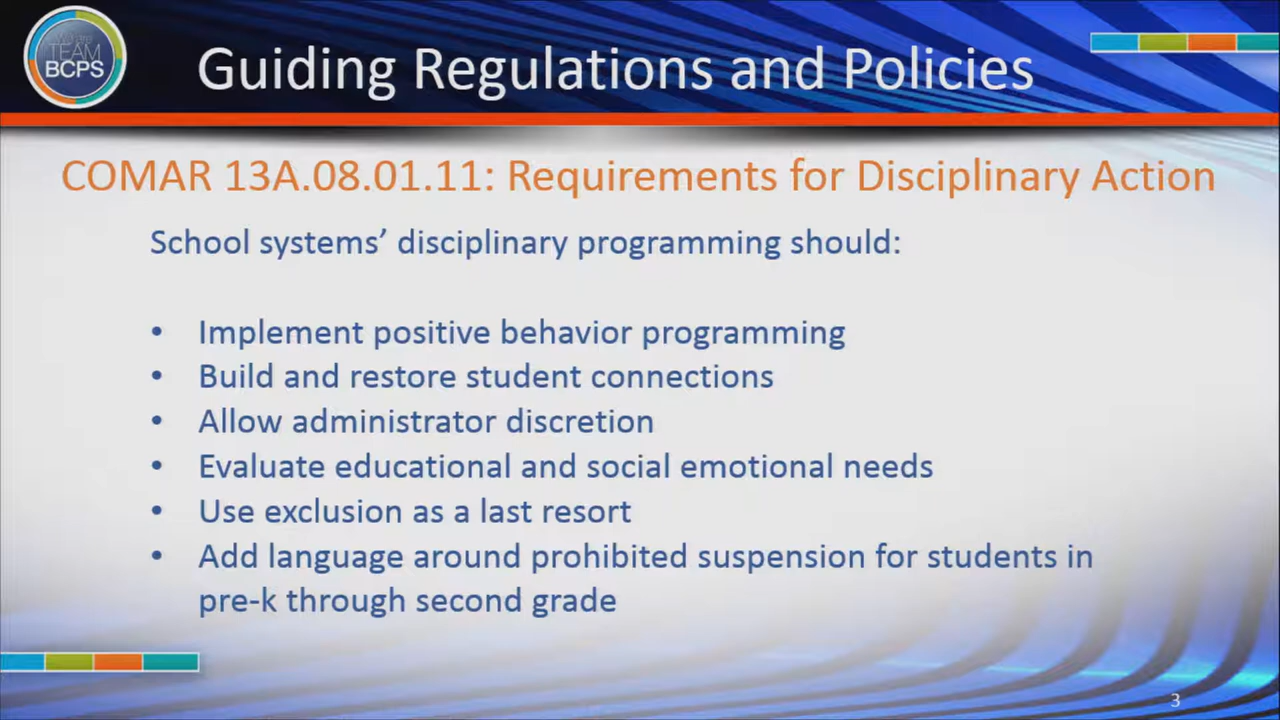 TEAM
BCPS
Guiding Regulations and Policies
COMAR 13A.08.01.11: Requirements for Disciplinary Action
School systems’ disciplinary programming should:
• Implement positive behavior programming
• Build and restore student connections
• Allow administrator discretion
• Evaluate educational and social emotional needs
• Use exclusion as a last resort
• Add language around prohibited suspension for students in
pre-k through second grade
3